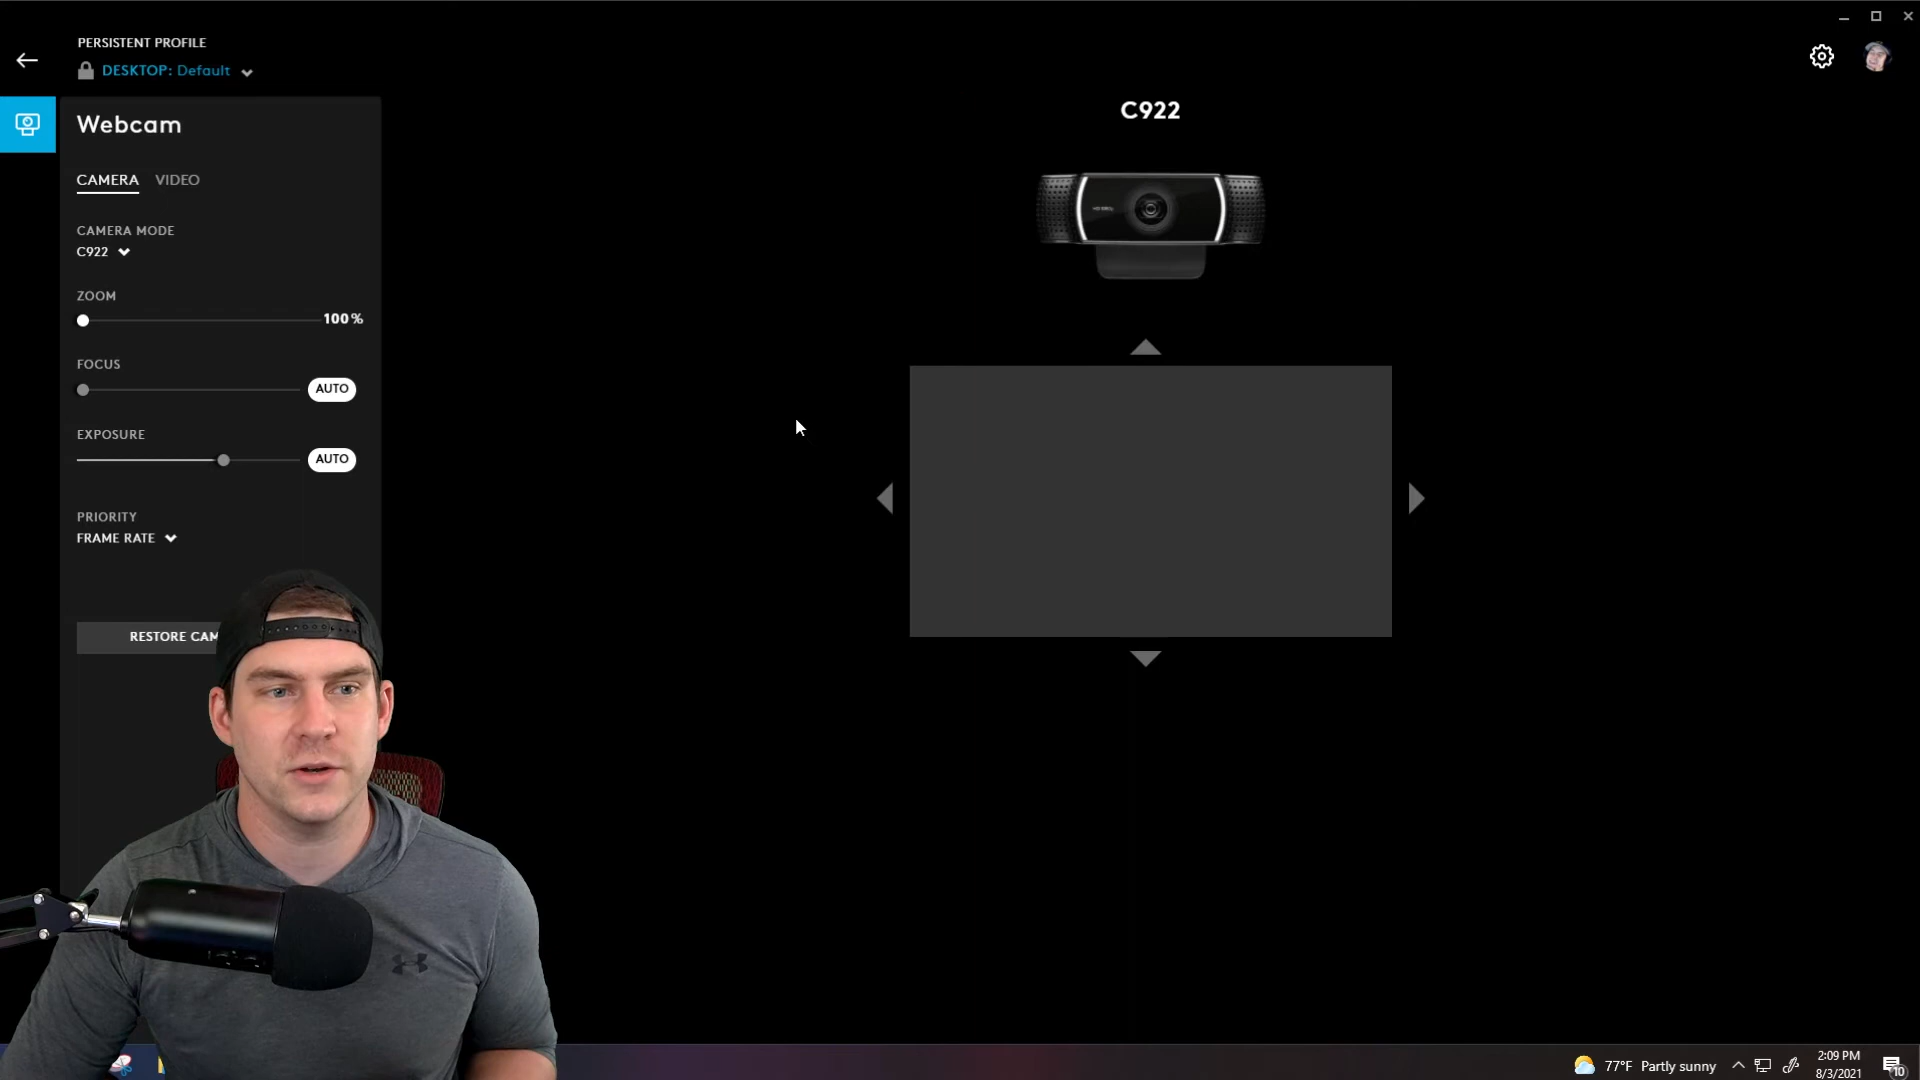 PERSISTENT PROFILE
DESKTOP: Default
Webcam
CAMERA VIDEO
CAMERA MODE
C922
ZOOM
100%
FOCUS
AUTO
EXPOSURE
AUTO
PRIORITY
FRAME RATE
RESTORE CAM
C922
77°F Partly sunny
2:09 PM
8/3/2021
10